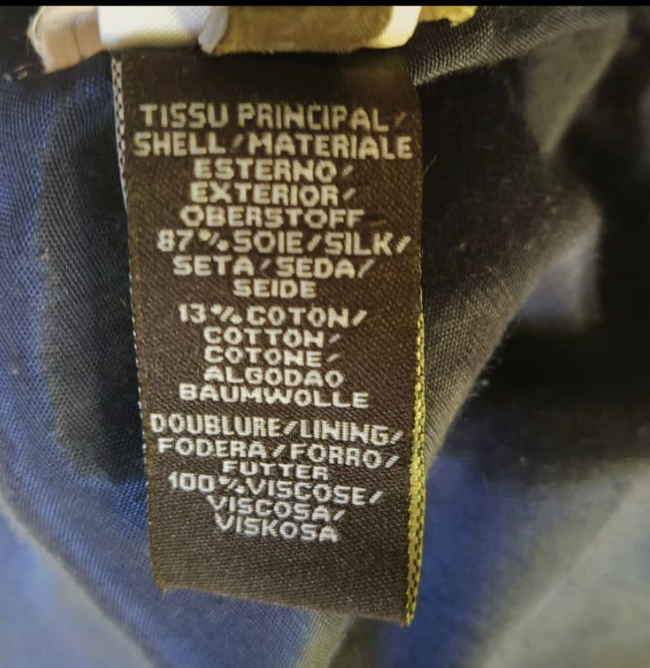 TISSU PRINCIPAL/
SHELL/MATERIALE
ESTERNO/
EXTERIOR/
OBERSTOFF
87%SOIE/SILK/
SETA/SEDA/
SEIDE
13%COTON/
COTTON/
COTONE/
ALGODAO
BAUMWOLLE
DOUBLURE/LINING/
FODERA/FORRO/
FUTTER
100%VISCOSE/
VISCOSA/
VISKOSA